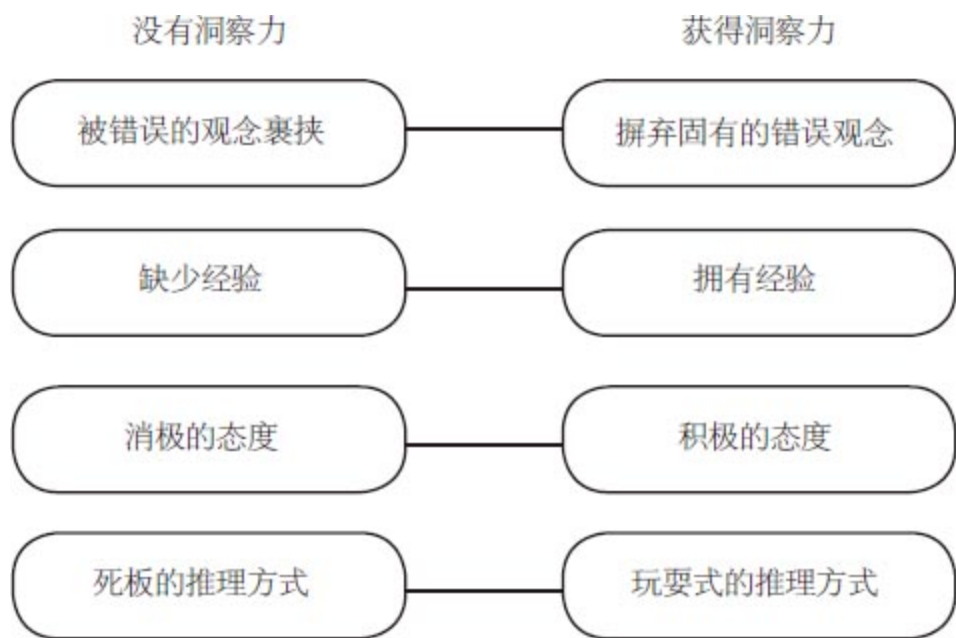 没有洞察力 获得洞察力
被错误的观念裹挟 摒弃固有的错误观念
缺少经验 拥有经验
消极的态度 积极的态度
死板的推理方式 玩耍式的推理方式